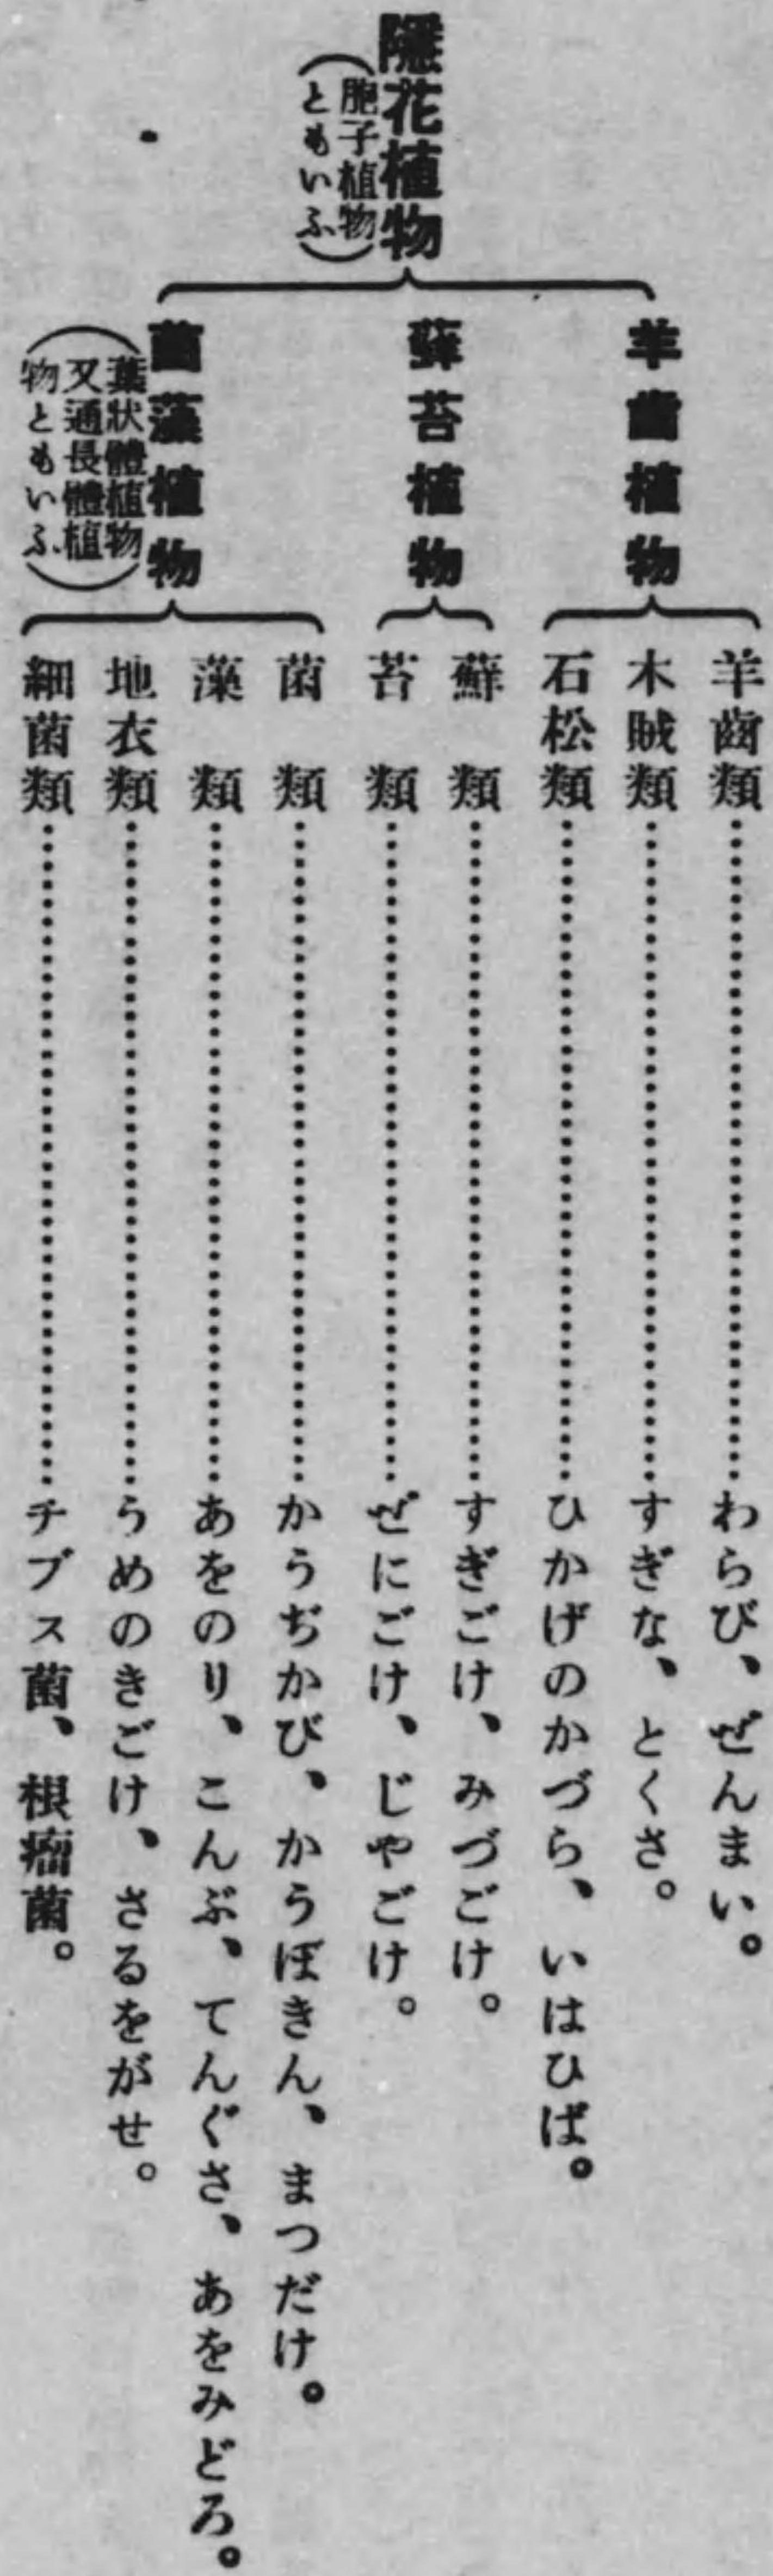 隱花植物
(胞子植物
ともいふ)
羊齒植物
羊齒類……わらび、ぜんまい。
木賊類……すぎな、とくさ。
石松類……ひかげのかづら、いはひば。
蘚苔植物
蘚類……すぎごけ、みづごけ。
苔類……ぜにごけ、じやごけ。
菌藻植物
(葉狀體植物
又通長體植
物ともいふ)
菌類……かうぢかび、かうぼきん、まつだけ。
藻類……あをのり、こんぶ、てんぐさ、あをみどろ。
地衣類……うめのきごけ、さるをがせ。
細菌類……チブス菌、根瘤菌。